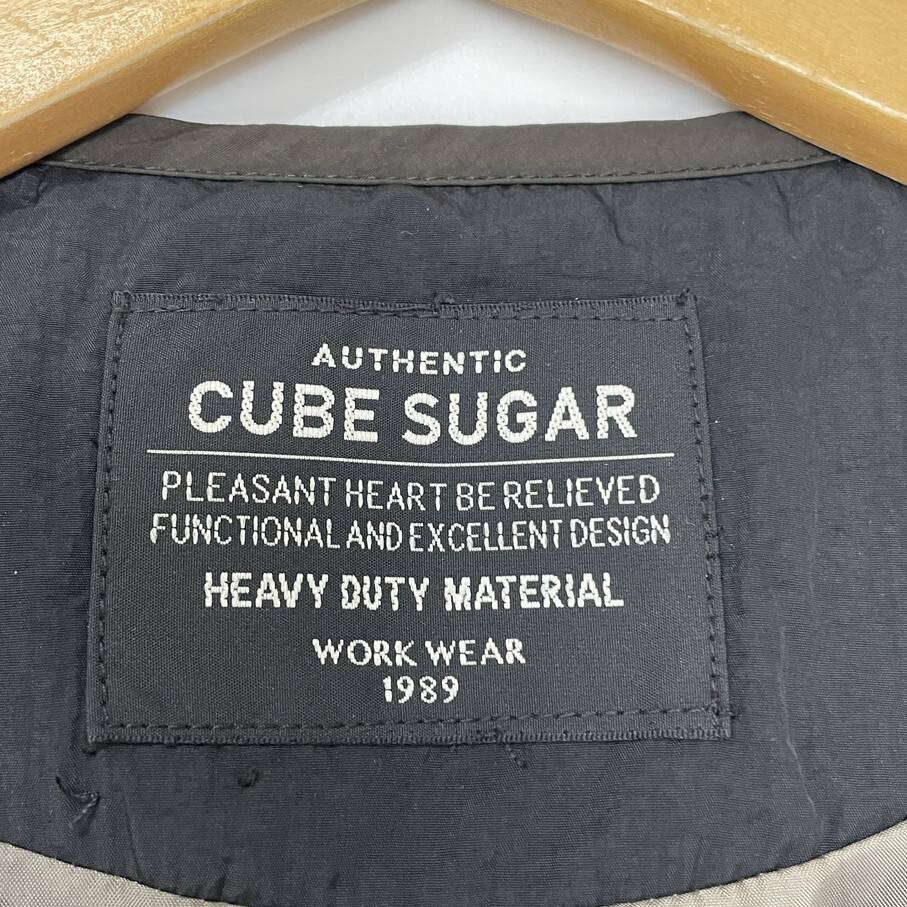 AUTHENTIC
CUBE SUGAR
PLEASANT HEART BE RELIEVED
FUNCTIONAL AND EXCELLENT DESIGN
HEAVY DUTY MATERIAL
WORK WEAR
1989